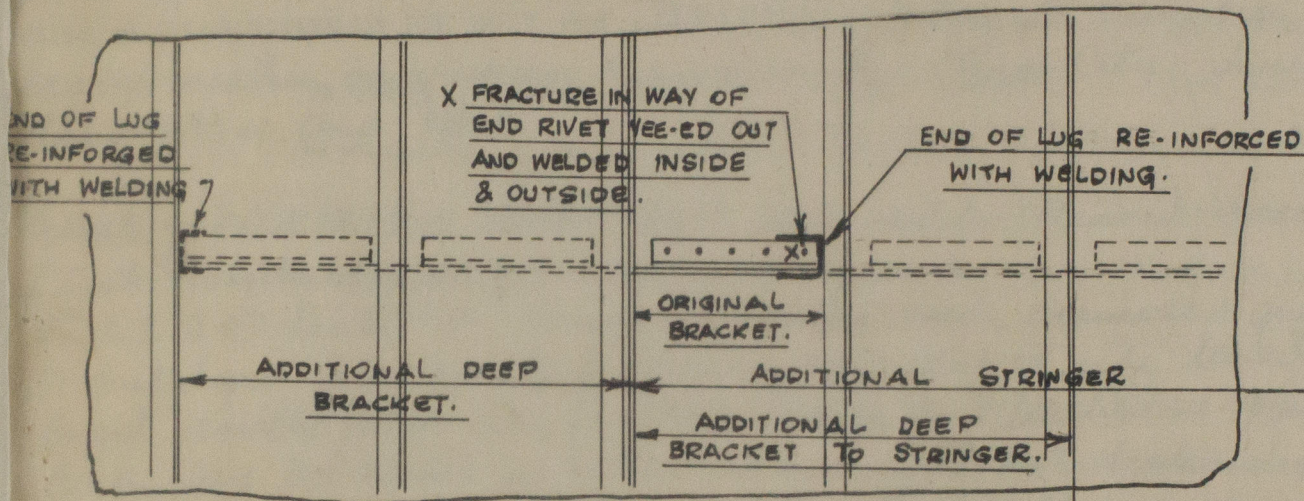 END OF LUG
RE-INFORGED
WITH WELDING
X FRACTURE IN WAY OF
END RIVET VEE-ED OUT
AND WELDED INSIDE
& OUTSIDE.
END OF LUG RE-INFORCED
WITH WELDING.
X
ORIGINAL
BRACKET.
ADDITIONAL DEEP
BRACKET.
ADDITIONAL STRINGER
ADDITIONAL DEEP
BRACKET TO STRINGER.